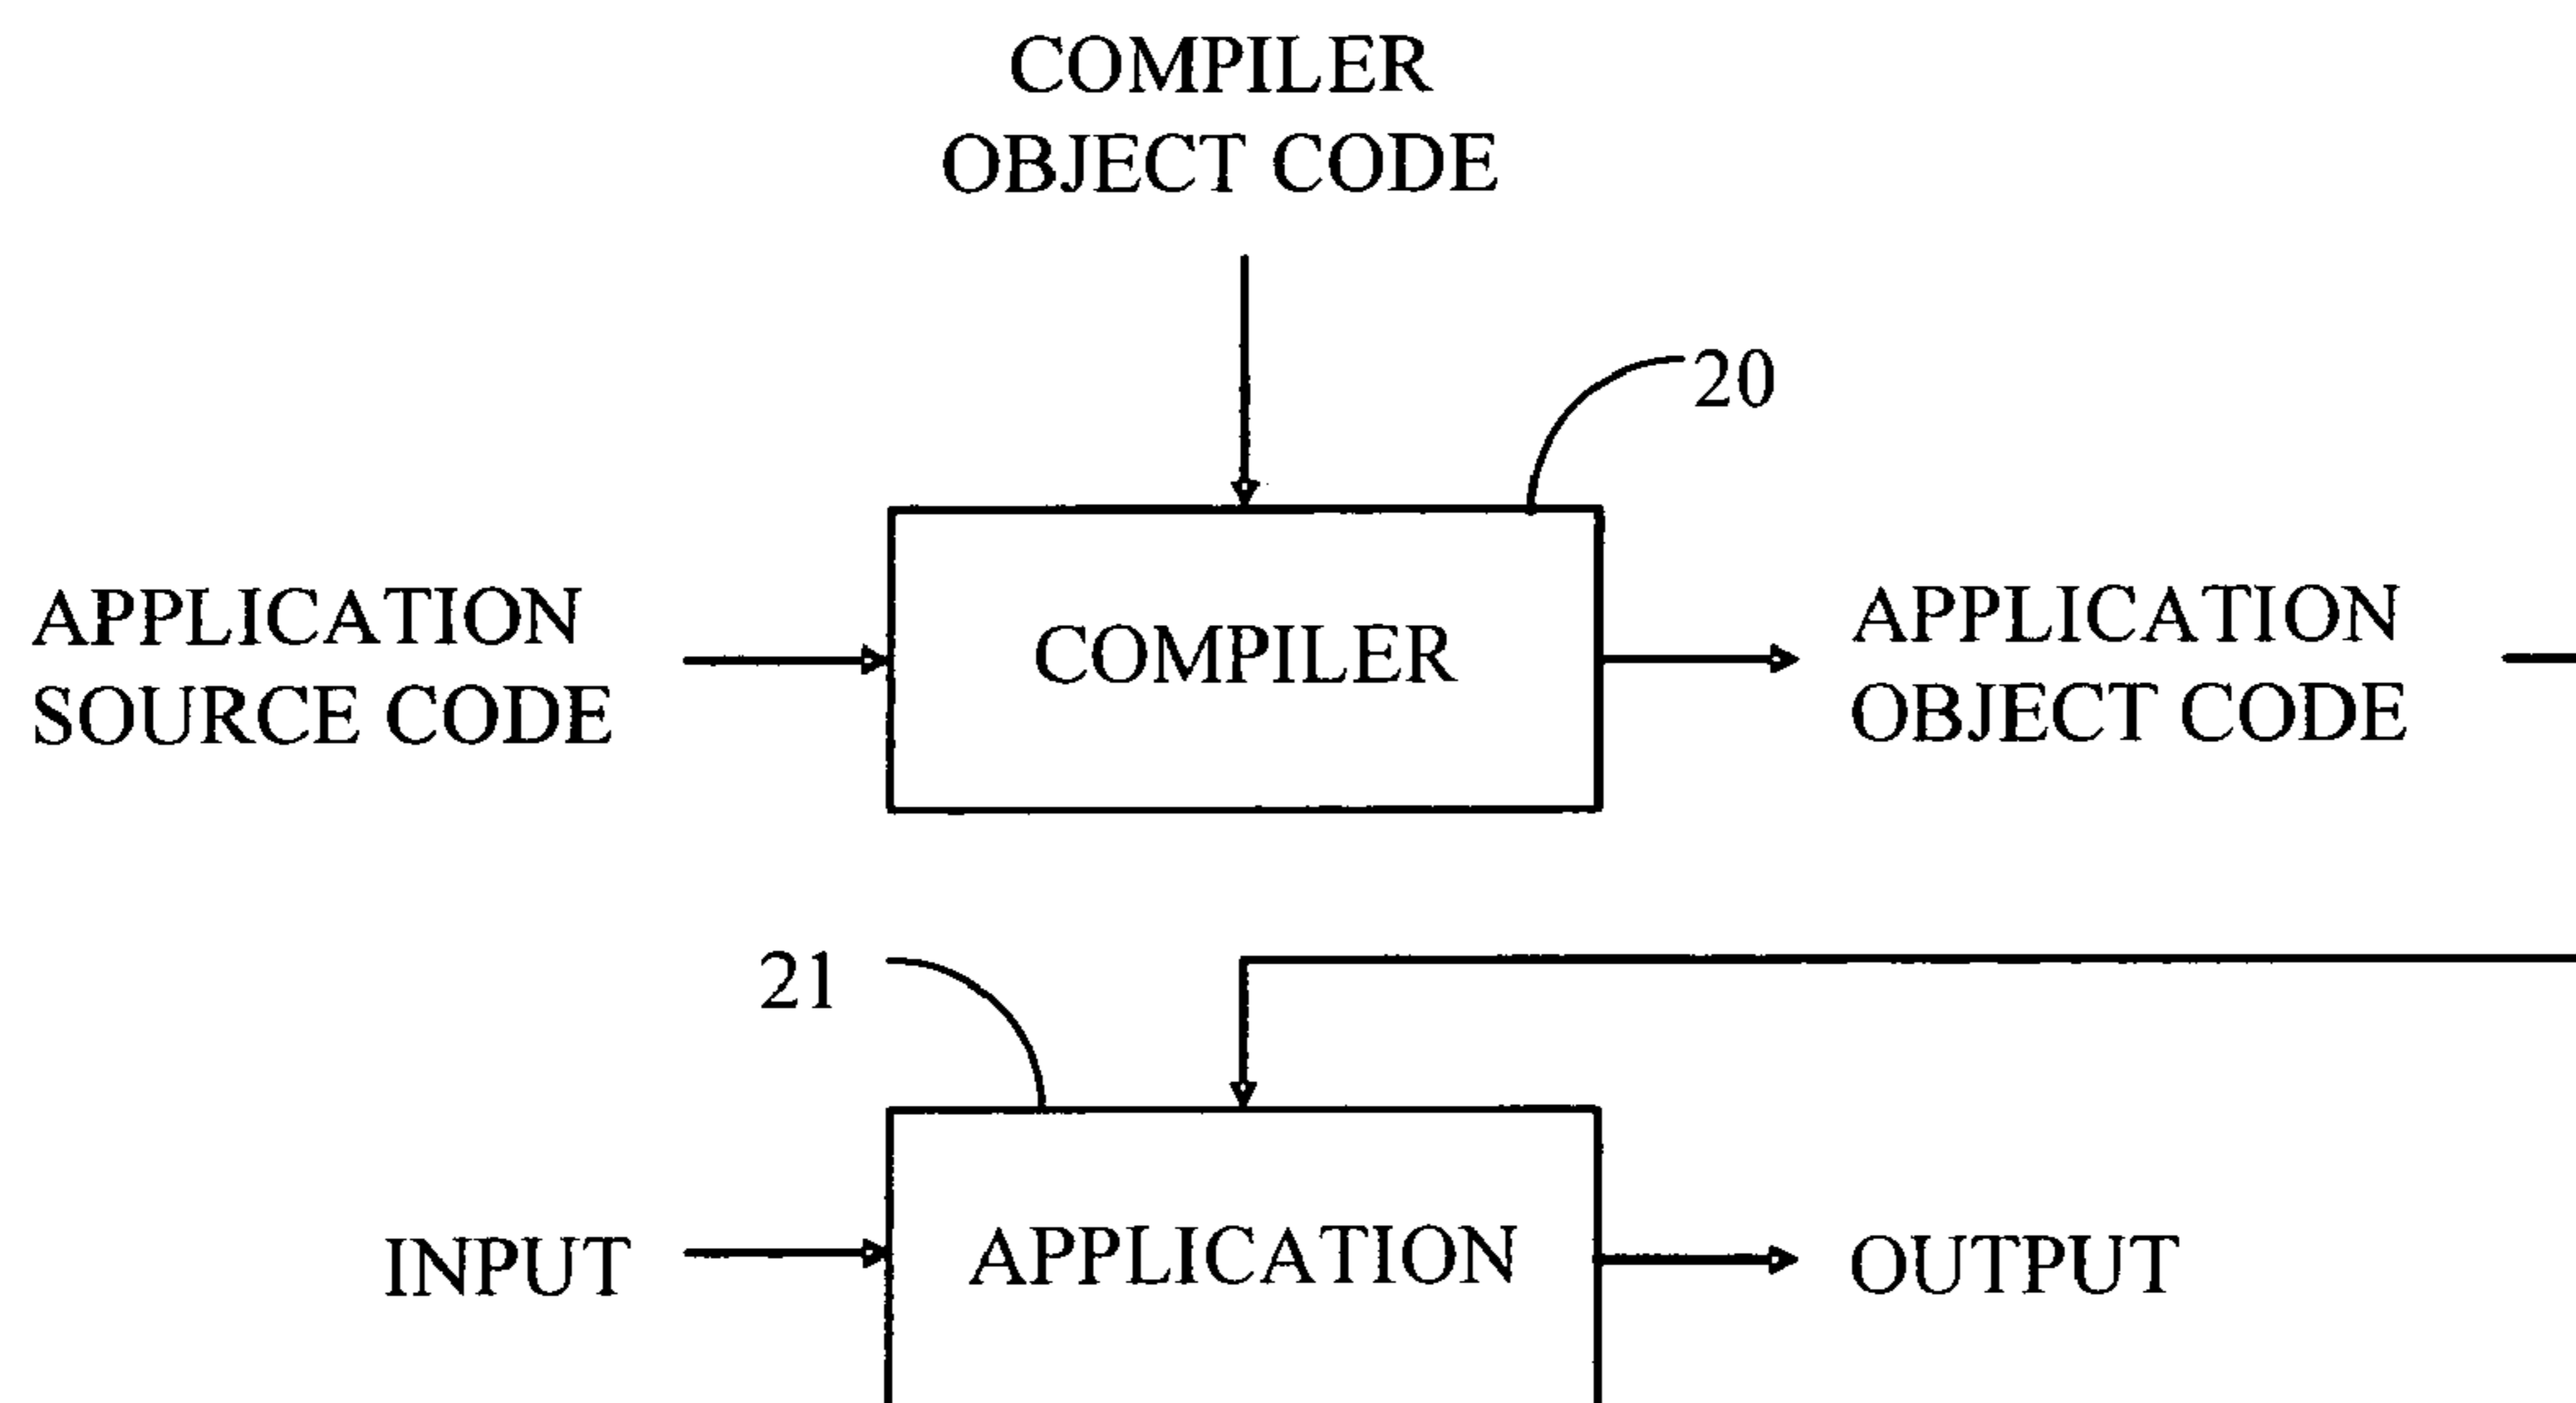 COMPILER
OBJECT CODE
20
APPLICATION
SOURCE CODE
COMPILER
APPLICATION
OBJECT CODE
21
INPUT
APPLICATION
OUTPUT